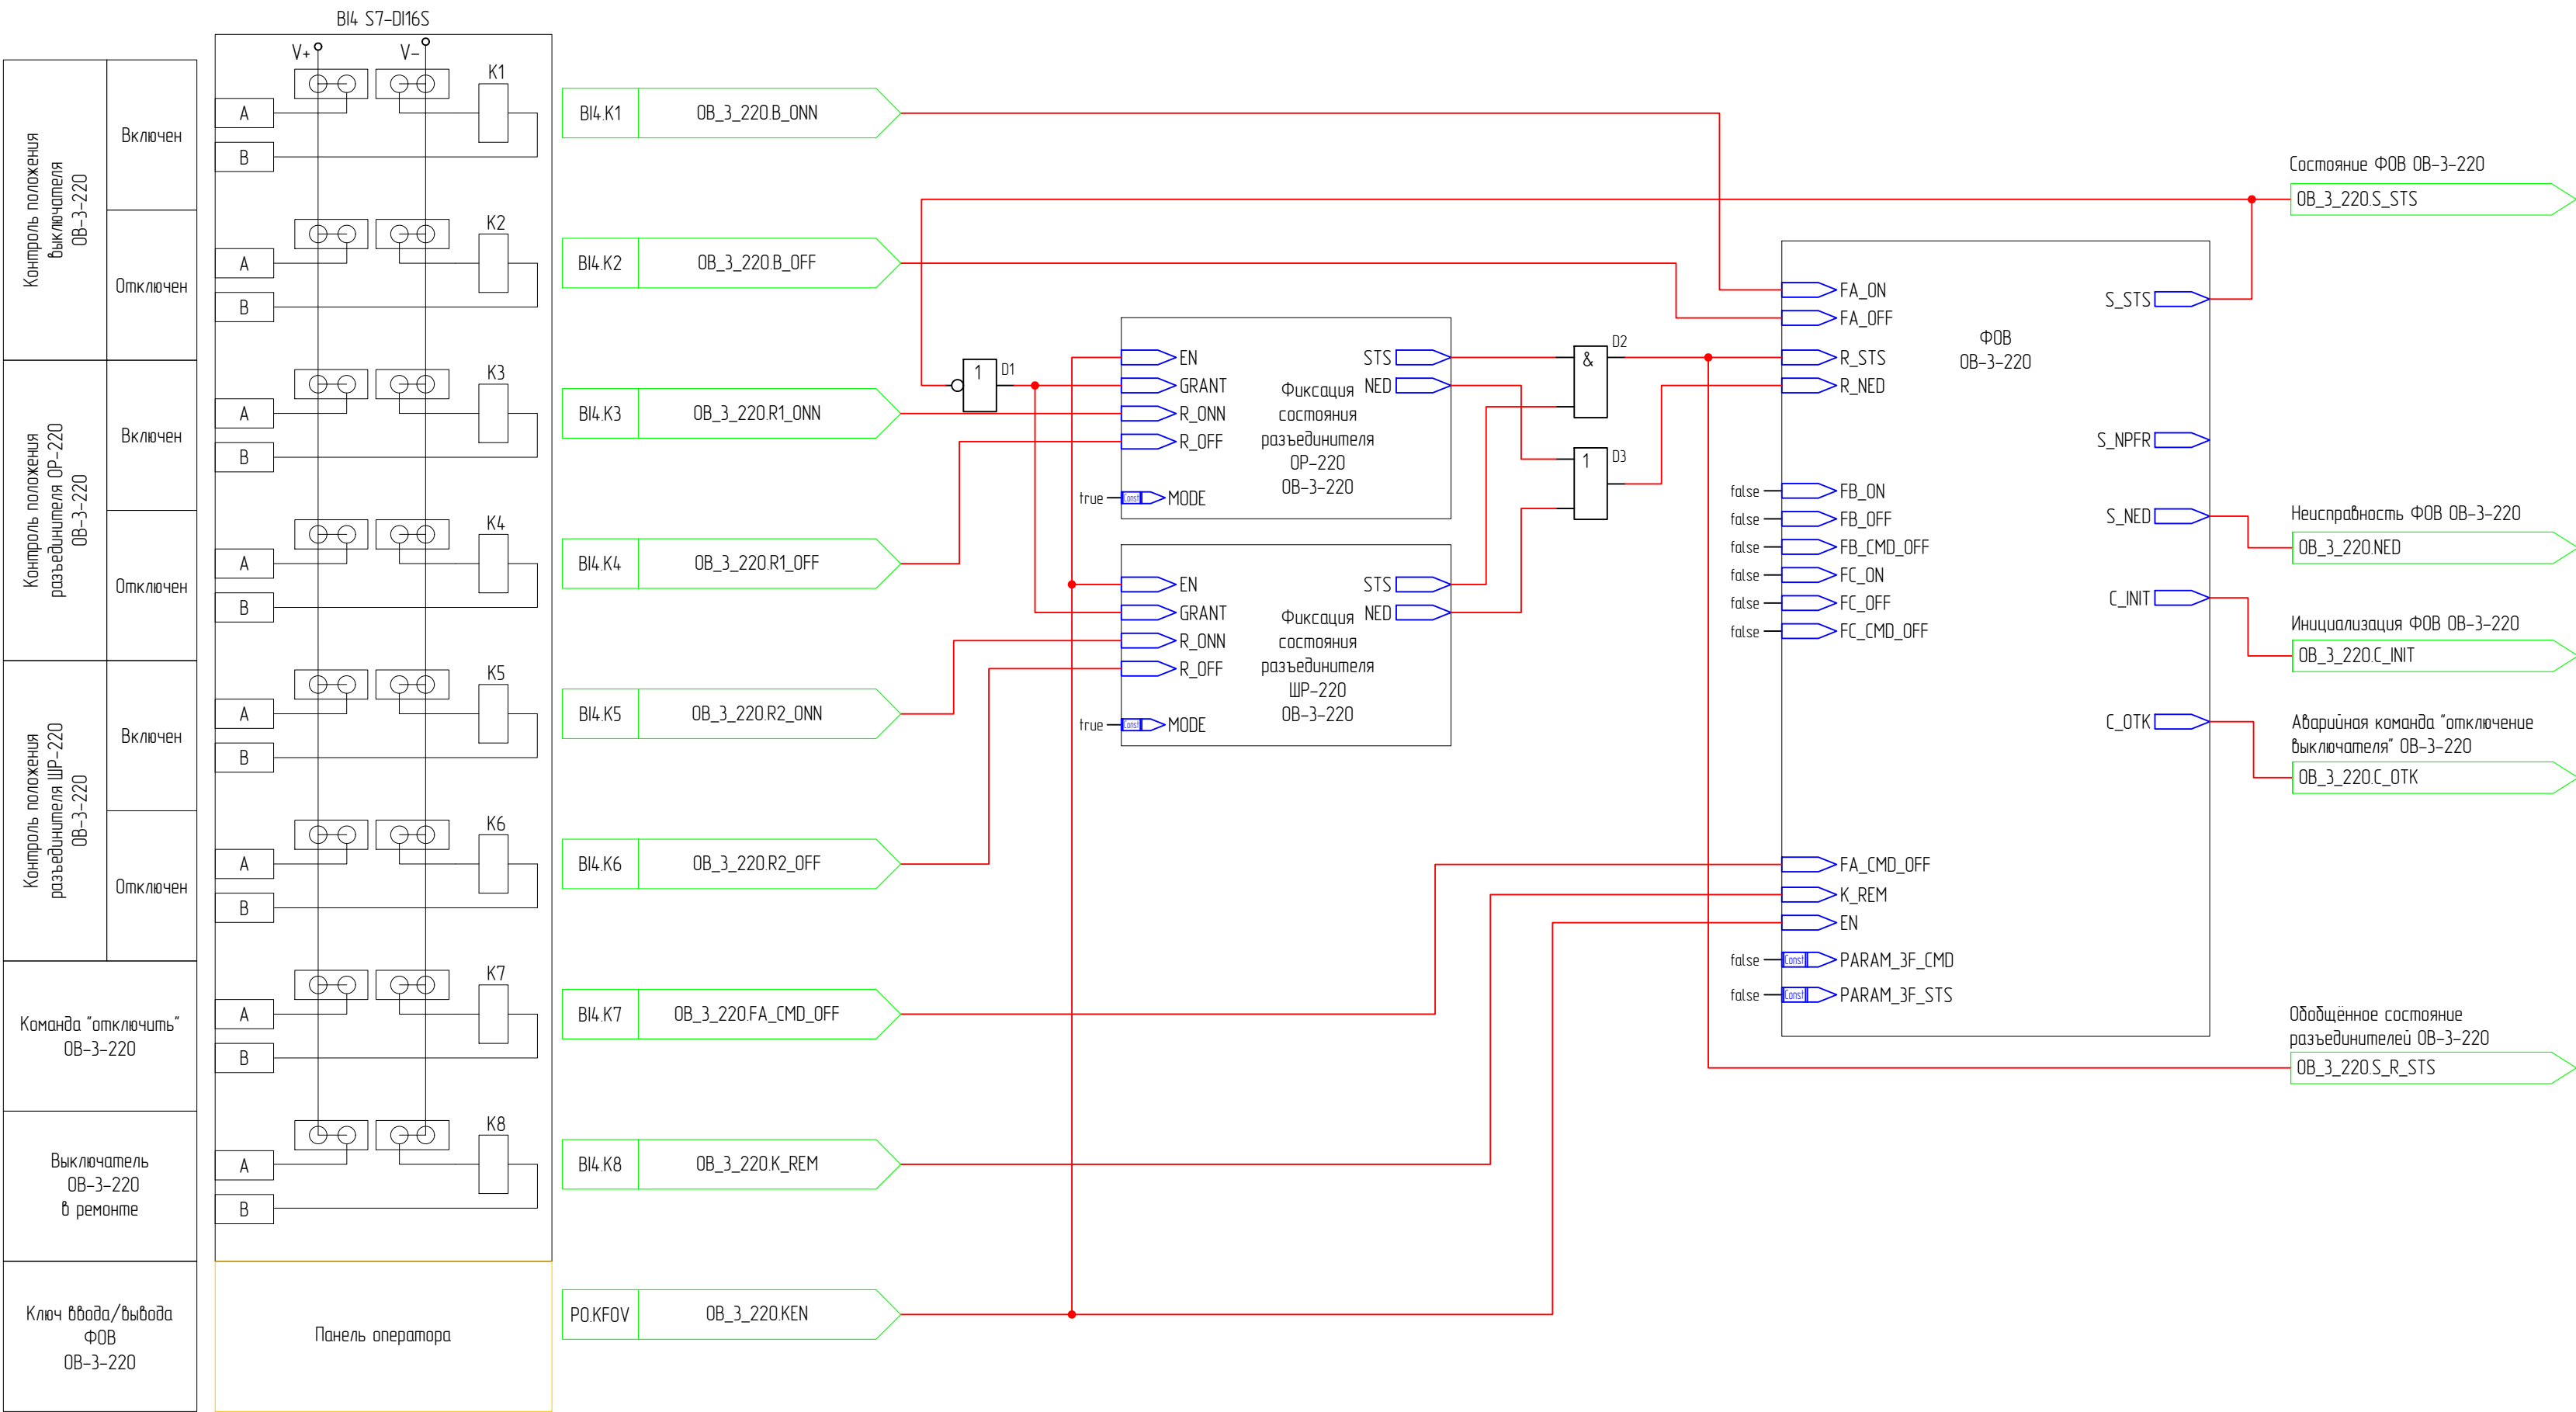 BI4 S7-DI16S
V+
V-
Контроль положения
выключателя
ОВ-3-220
Включен
Отключен
Контроль положения
разъединителя ОР-220
ОВ-3-220
Включен
Отключен
Контроль положения
разъединителя ШР-220
ОВ-3-220
Включен
Отключен
Команда "отключить"
ОВ-3-220
Выключатель
ОВ-3-220
в ремонте
Ключ ввода/вывода
ФОВ
ОВ-3-220
K1
A
B
K2
A
B
K3
A
B
K4
A
B
K5
A
B
K6
A
B
K7
A
B
K8
A
B
Панель оператора
BI4.K1 OB_3_220.B_ONN
BI4.K2 OB_3_220.B_OFF
BI4.K3 OB_3_220.R1_ONN
BI4.K4 OB_3_220.R1_OFF
BI4.K5 OB_3_220.R2_ONN
BI4.K6 OB_3_220.R2_OFF
BI4.K7 OB_3_220.FA_CMD_OFF
BI4.K8 OB_3_220.K_REM
PO.KFOV OB_3_220.KEN
1 D1
EN
GRANT
R_ONN
R_OFF
true Const MODE
STS
NED
Фиксация
состояния
разъединителя
ОР-220
ОВ-3-220
EN
GRANT
R_ONN
R_OFF
true Const MODE
STS
NED
Фиксация
состояния
разъединителя
ШР-220
ОВ-3-220
& D2
1 D3
ФОВ
ОВ-3-220
FA_ON
FA_OFF
R_STS
R_NED
false FB_ON
false FB_OFF
false FB_CMD_OFF
false FC_ON
false FC_OFF
false FC_CMD_OFF
FA_CMD_OFF
K_REM
EN
false Const PARAM_3F_CMD
false Const PARAM_3F_STS
S_STS
S_NPFR
S_NED
C_INIT
C_OTK
Состояние ФОВ ОВ-3-220
OB_3_220.S_STS
Неисправность ФОВ ОВ-3-220
OB_3_220.NED
Инициализация ФОВ ОВ-3-220
OB_3_220.C_INIT
Аварийная команда "отключение
выключателя" ОВ-3-220
OB_3_220.C_OTK
Обобщённое состояние
разъединителей ОВ-3-220
OB_3_220.S_R_STS